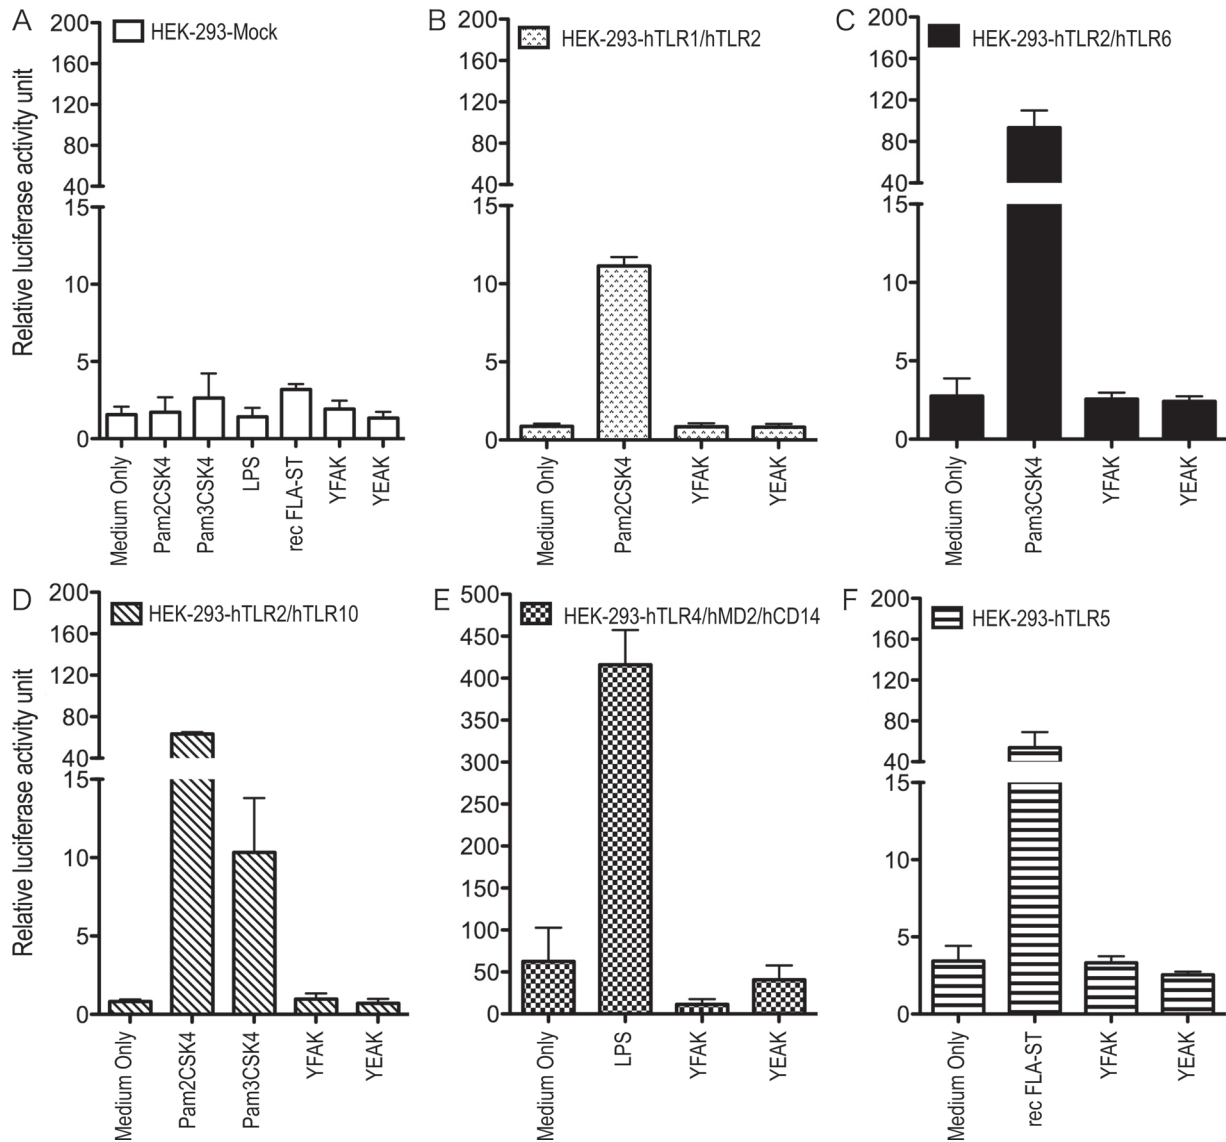 A
HEK-293-Mock
Relative luciferase activity unit
200
160
120
80
40
15
10
5
0
Medium Only
Pam2CSK4
Pam3CSK4
LPS
rec FLA-ST
YFAK
YEAK
B
HEK-293-hTLR1/hTLR2
200
160
120
80
40
15
10
5
0
Medium Only
Pam2CSK4
YFAK
YEAK
C
HEK-293-hTLR2/hTLR6
200
160
120
80
40
15
10
5
0
Medium Only
Pam3CSK4
YFAK
YEAK
D
HEK-293-hTLR2/hTLR10
Relative luciferase activity unit
200
160
120
80
40
15
10
5
0
Medium Only
Pam2CSK4
Pam3CSK4
YFAK
YEAK
E
HEK-293-hTLR4/hMD2/hCD14
500
450
400
350
300
250
200
150
100
50
0
Medium Only
LPS
YFAK
YEAK
F
HEK-293-hTLR5
200
160
120
80
40
15
10
5
0
Medium Only
rec FLA-ST
YFAK
YEAK